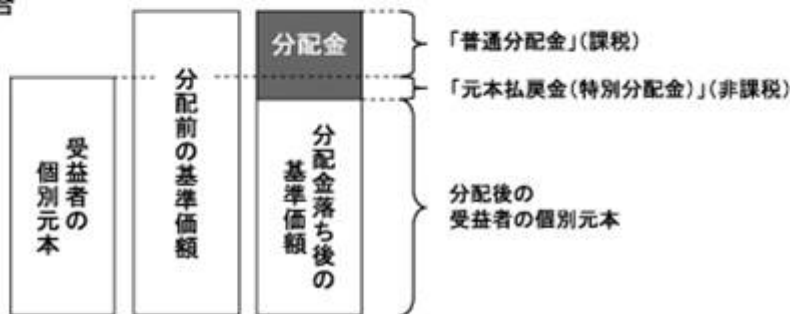 合
受益者の
個別元本
分配前の基準価額
分配金
分配金落ち後の
基準価額
「普通分配金」(課税)
「元本払戻金(特別分配金)」(非課税)
分配後の
受益者の個別元本